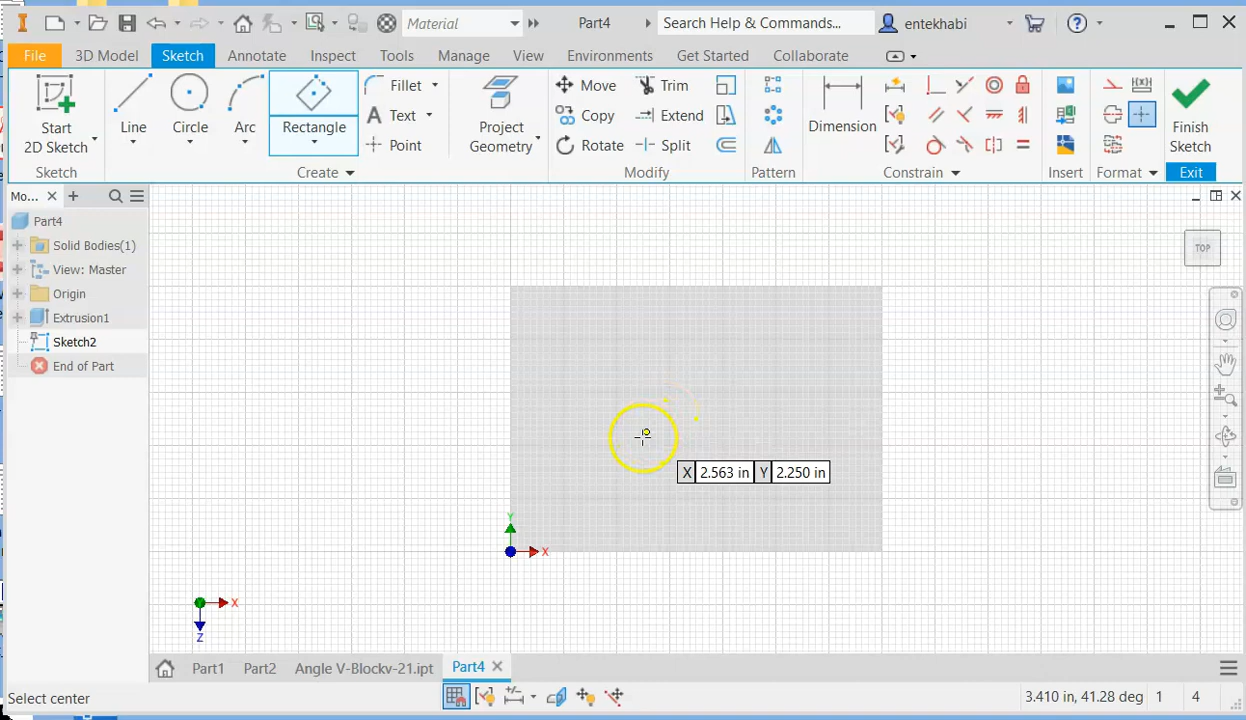 Material
Part4
Search Help & Commands...
entekhabi
File
3D Model
Sketch
Annotate
Inspect
Tools
Manage
View
Environments
Get Started
Collaborate
Start
2D Sketch
Line
Circle
Arc
Rectangle
Fillet
Text
Point
Project
Geometry
Move
Copy
Rotate
Trim
Extend
Split
Dimension
Finish
Sketch
Sketch
Create
Modify
Pattern
Constrain
Insert
Format
Exit
Mo...
Part4
Solid Bodies(1)
View: Master
Origin
Extrusion1
Sketch2
End of Part
TOP
X 2.563 in Y 2.250 in
Y
X
X
Z
Part1
Part2
Angle V-Blockv-21.ipt
Part4
Select center
3.410 in, 41.28 deg
1
4